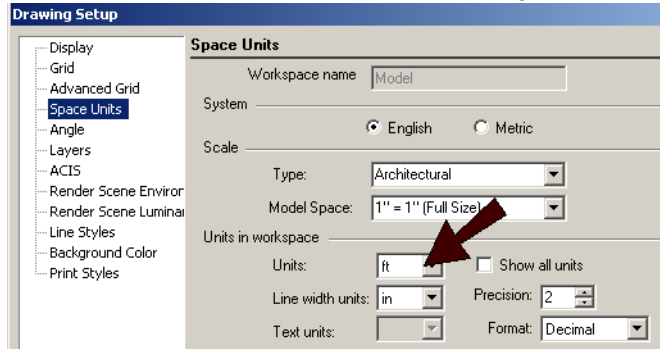 Drawing Setup
Display
Grid
Advanced Grid
Space Units
Angle
Layers
ACIS
Render Scene Environ
Render Scene Luminai
Line Styles
Background Color
Print Styles
Space Units
Workspace name Model
System
English Metric
Scale
Type: Architectural
Model Space: 1" = 1" (Full Size)
Units in workspace
Units: ft Show all units
Line width units: in Precision: 2
Text units: Format: Decimal